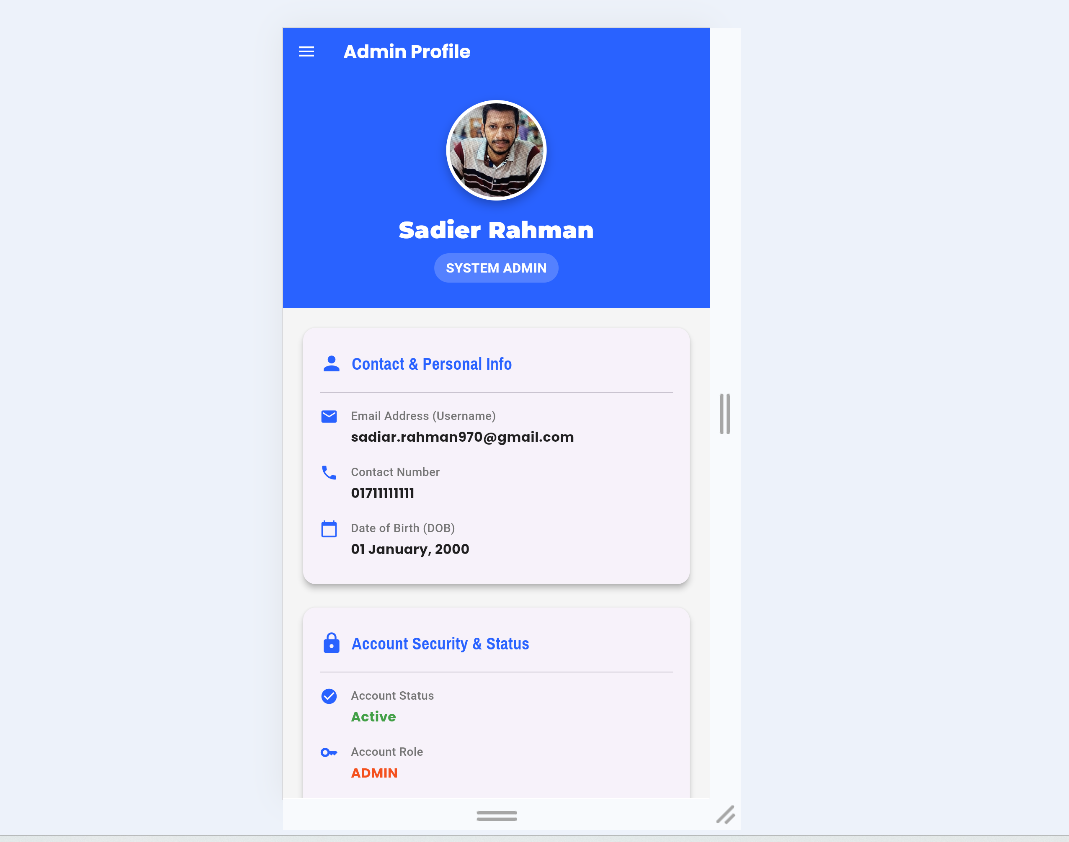 Admin Profile
Sadier Rahman
SYSTEM ADMIN
Contact & Personal Info
Email Address (Username)
sadiar.rahman970@gmail.com
Contact Number
01711111111
Date of Birth (DOB)
01 January, 2000
Account Security & Status
Account Status
Active
Account Role
ADMIN